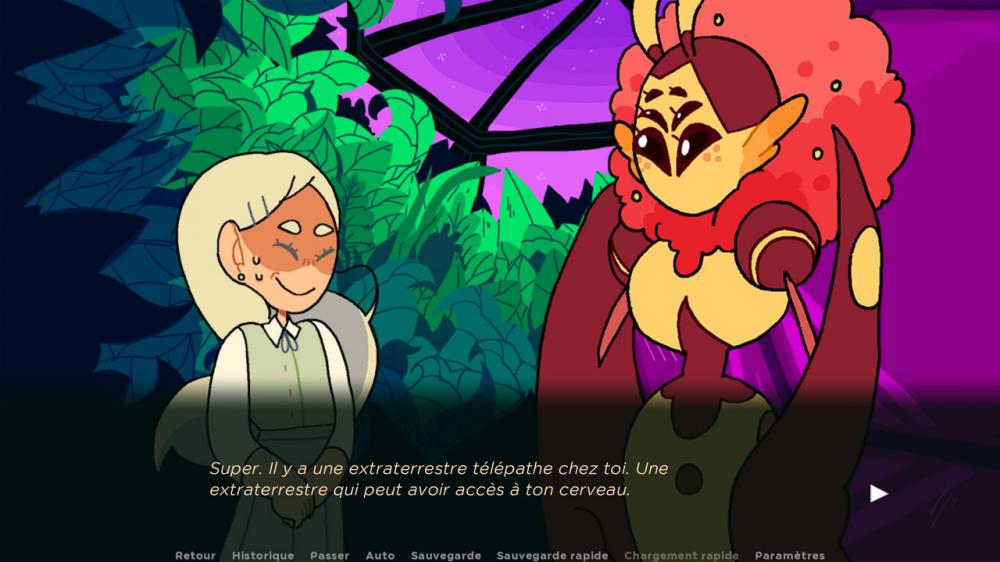 Super. Il y a une extraterrestre télépathe chez toi. Une
extraterrestre qui peut avoir accès à ton cerveau.
Retour Historique Passer Auto Sauvegarde Sauvegarde rapide Chargement rapide Paramètres